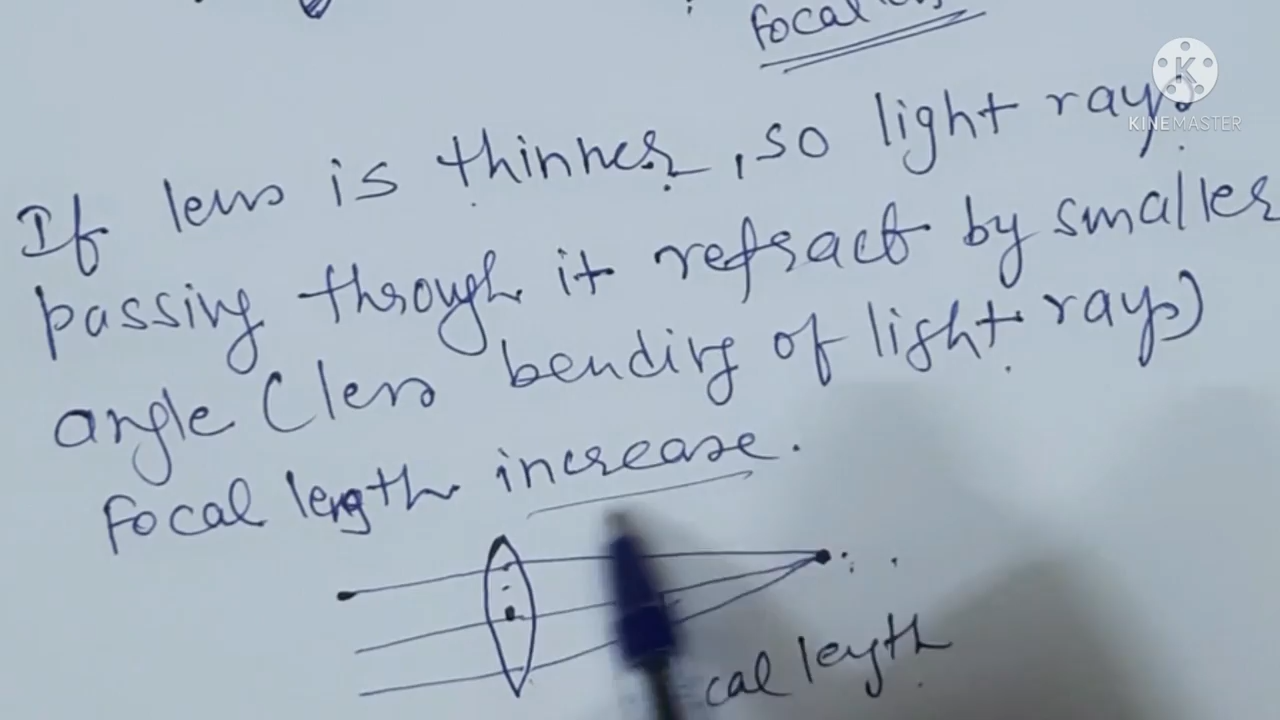 focal
KINEMASTER
If lens is thinner, so light rays
passing through it refract by smaller
angle (less bending of light rays)
focal length increase.
cal length